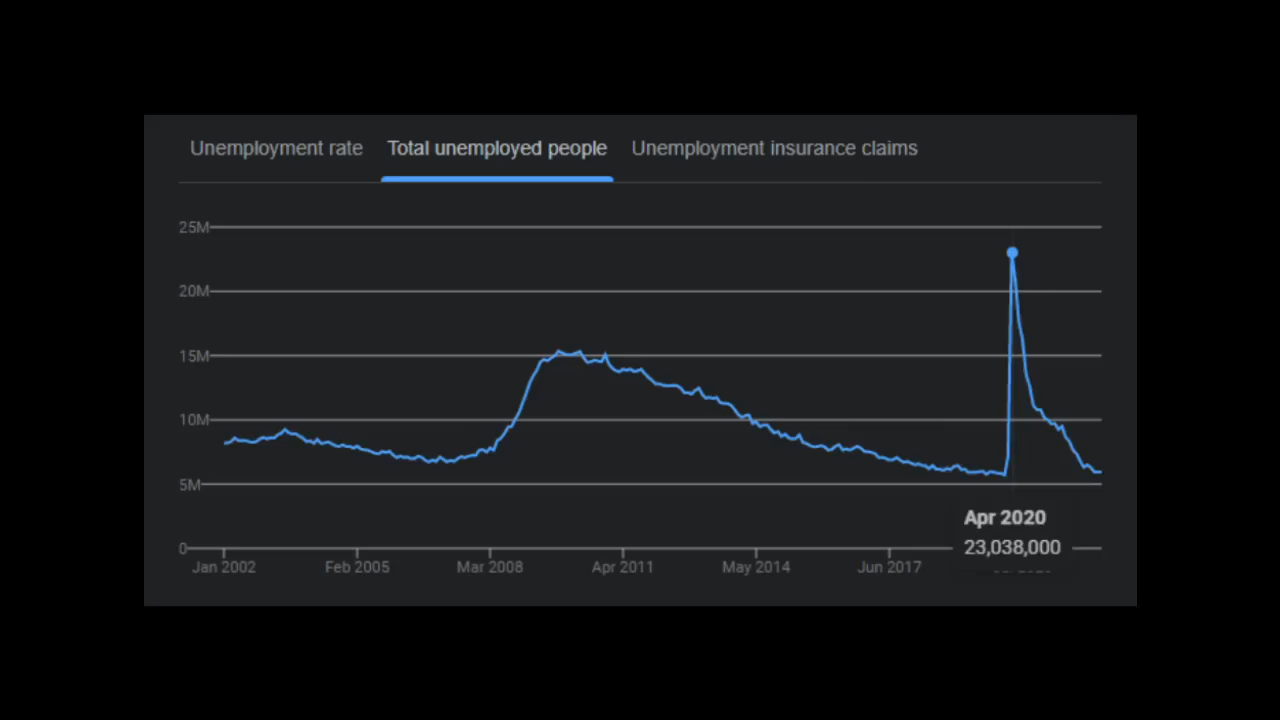 Unemployment rate Total unemployed people Unemployment insurance claims
25M
20M
15M
10M
5M
0
Apr 2020
23,038,000
Jan 2002 Feb 2005 Mar 2008 Apr 2011 May 2014 Jun 2017